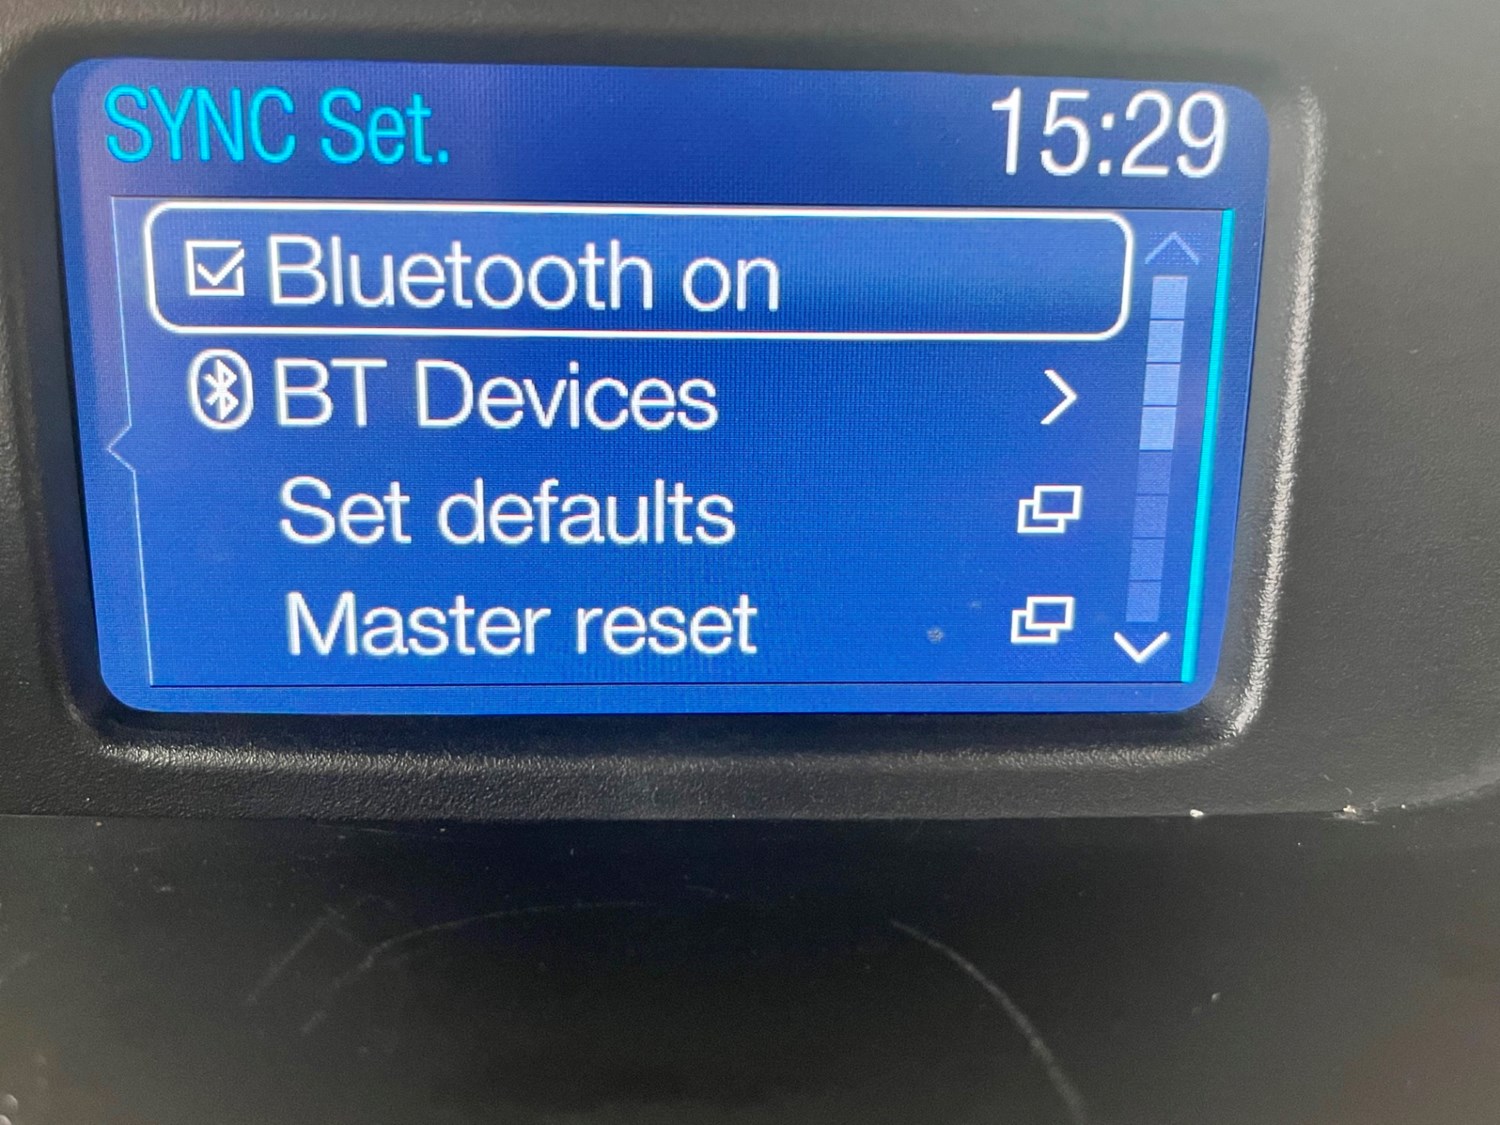 SYNC Set.
15:29
Bluetooth on
BT Devices
Set defaults
Master reset